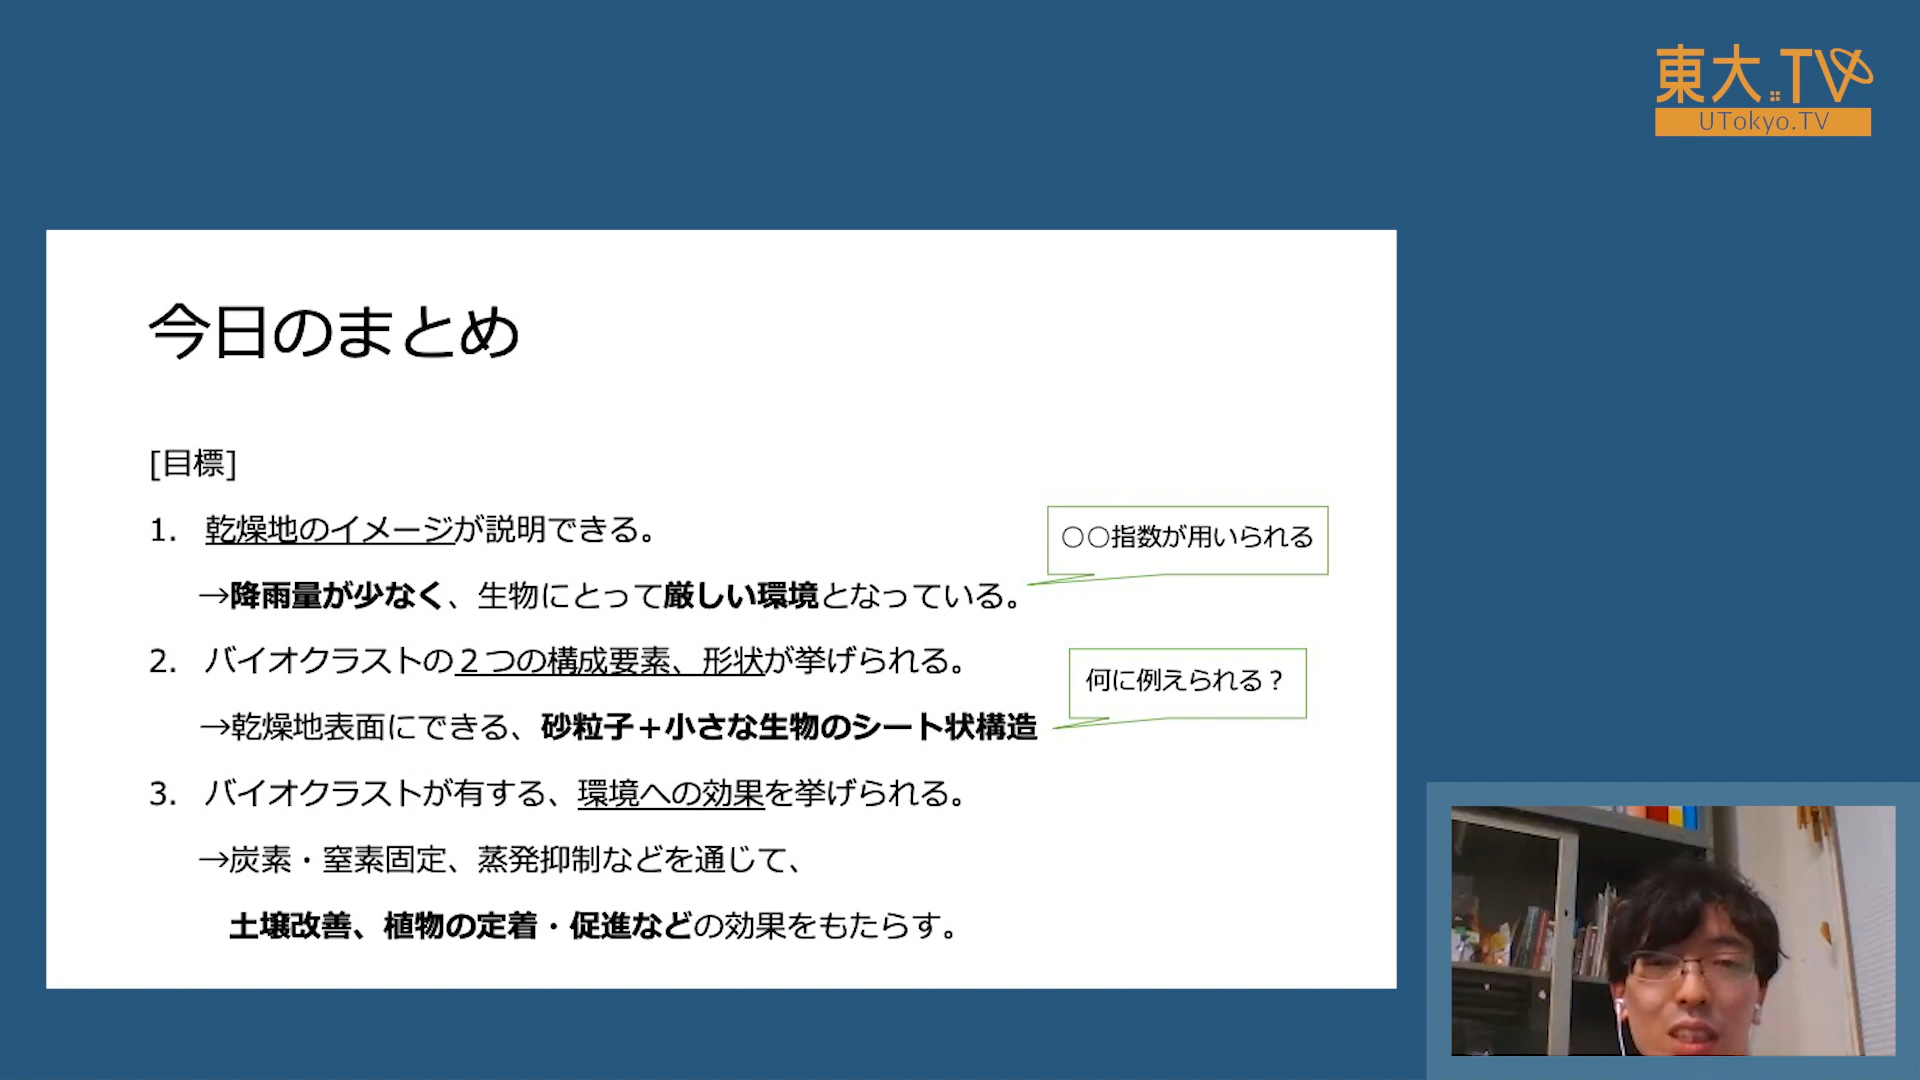 東大.TV
UTokyo.TV
今日のまとめ
[目標]
1. 乾燥地のイメージが説明できる。
○○指数が用いられる
→降雨量が少なく、生物にとって厳しい環境となっている。
2. バイオクラストの２つの構成要素、形状が挙げられる。
何に例えられる？
→乾燥地表面にできる、砂粒子＋小さな生物のシート状構造
3. バイオクラストが有する、環境への効果を挙げられる。
→炭素・窒素固定、蒸発抑制などを通じて、
土壌改善、植物の定着・促進などの効果をもたらす。